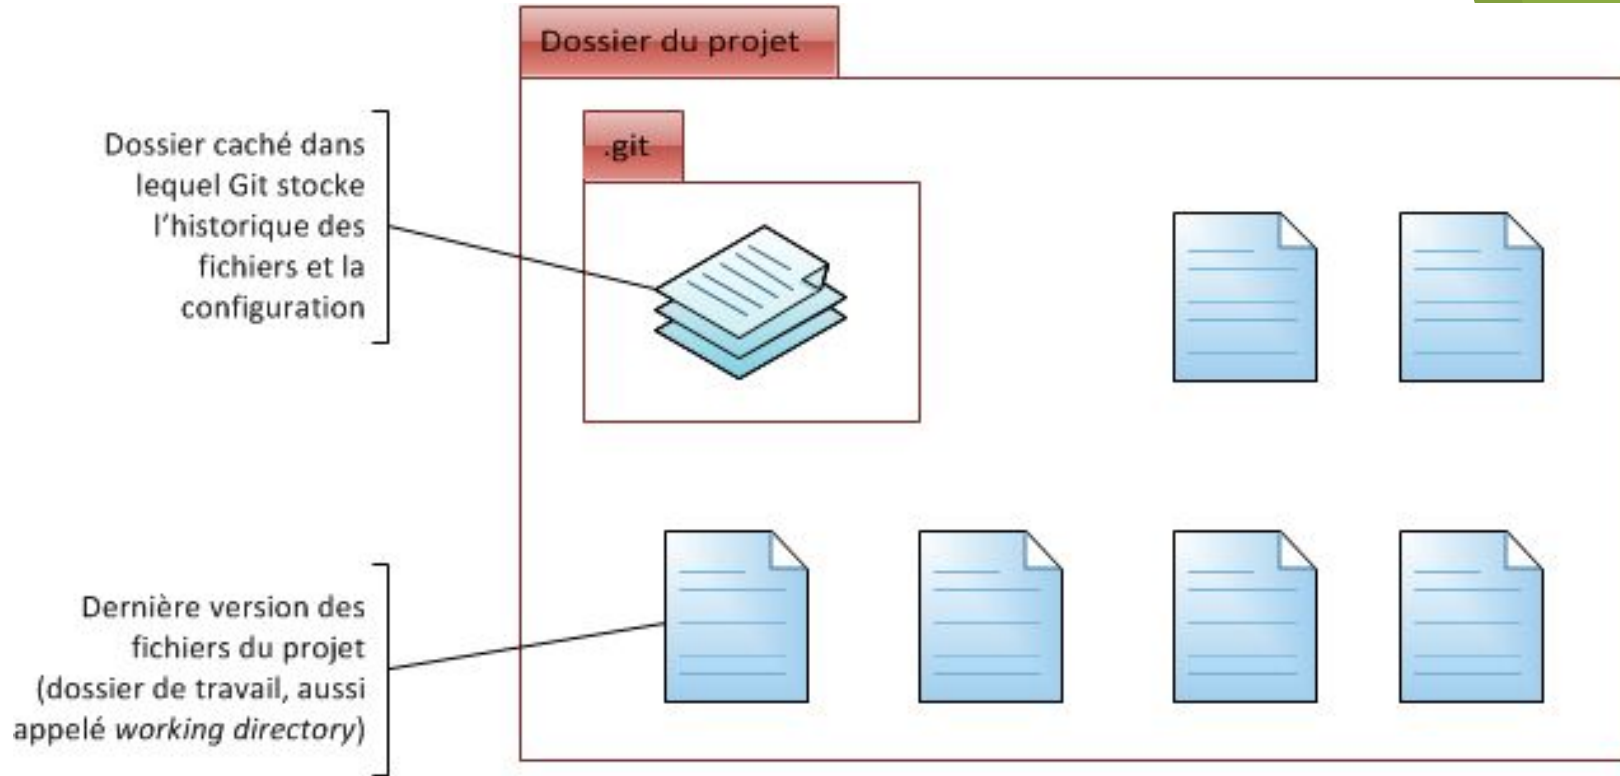 Dossier du projet
.git
Dossier caché dans
lequel Git stocke
l'historique des
fichiers et la
configuration
Dernière version des
fichiers du projet
(dossier de travail, aussi
appelé working directory)